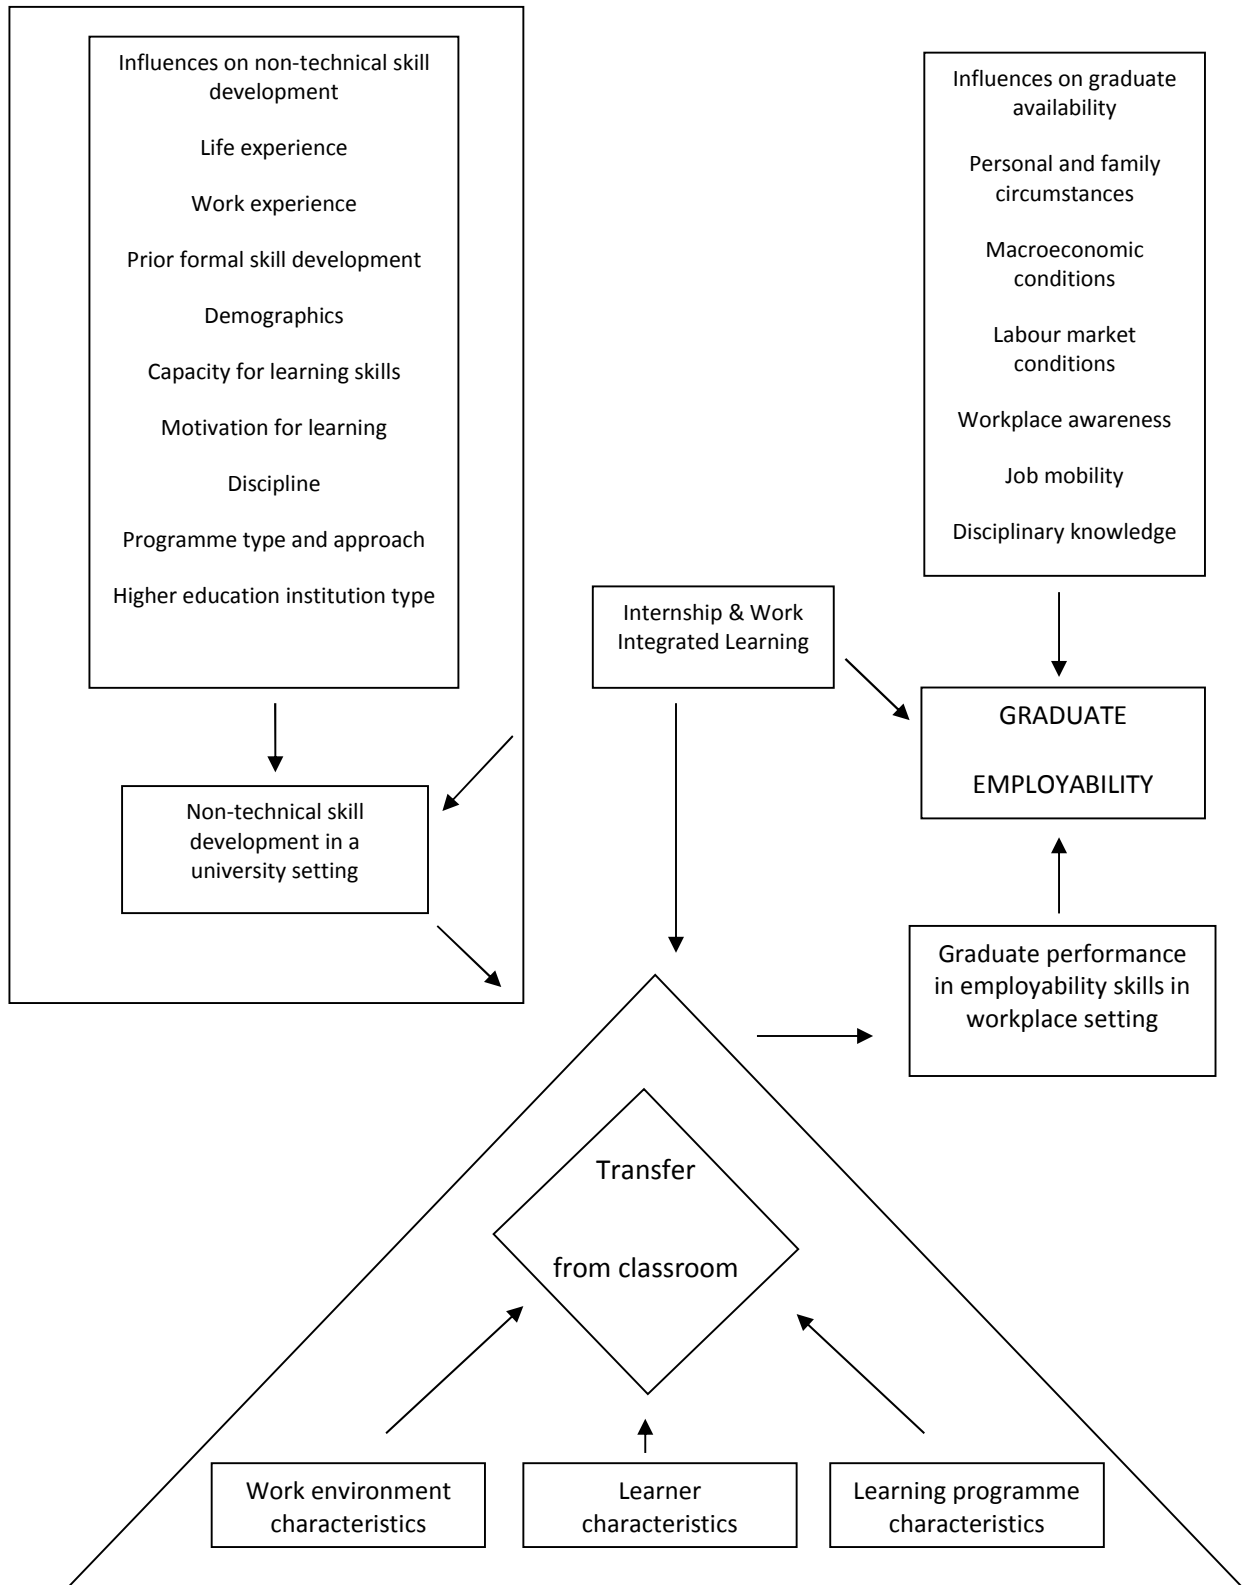 Influences on non-technical skill
development
Life experience
Work experience
Prior formal skill development
Demographics
Capacity for learning skills
Motivation for learning
Discipline
Programme type and approach
Higher education institution type
Non-technical skill
development in a
university setting
Influences on graduate
availability
Personal and family
circumstances
Macroeconomic
conditions
Labour market
conditions
Workplace awareness
Job mobility
Disciplinary knowledge
Internship & Work
Integrated Learning
GRADUATE
EMPLOYABILITY
Graduate performance
in employability skills in
workplace setting
Transfer
from classroom
Work environment
characteristics
Learner
characteristics
Learning programme
characteristics